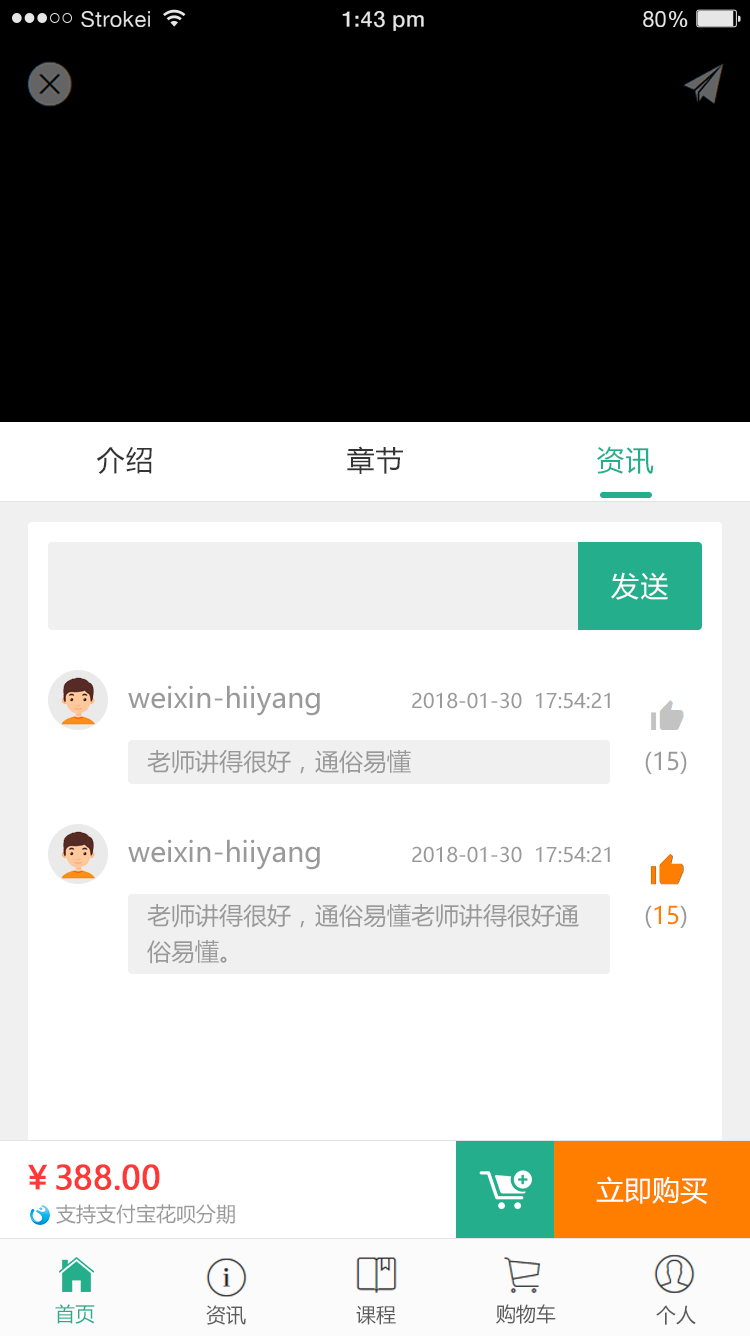 Strokei 1:43 pm 80%
介绍 章节 资讯
发送
weixin-hiiyang 2018-01-30 17:54:21
老师讲得很好，通俗易懂
(15)
weixin-hiiyang 2018-01-30 17:54:21
老师讲得很好，通俗易懂老师讲得很好通
(15)
俗易懂。
¥388.00
支持支付宝花呗分期
立即购买
首页 资讯 课程 购物车 个人